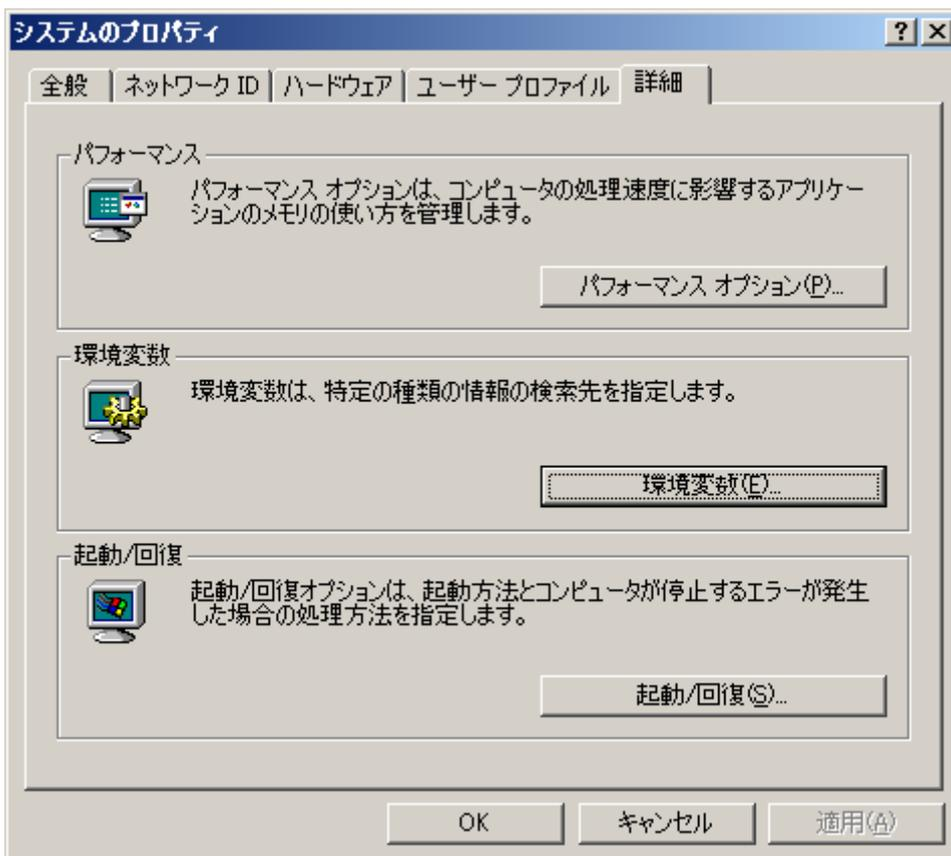 システムのプロパティ
全般
ネットワーク ID
ハードウェア
ユーザー プロファイル
詳細
パフォーマンス
パフォーマンス オプションは、コンピュータの処理速度に影響するアプリケー
ションのメモリの使い方を管理します。
パフォーマンス オプション(P)...
環境変数
環境変数は、特定の種類の情報の検索先を指定します。
環境変数(E)...
起動/回復
起動/回復オプションは、起動方法とコンピュータが停止するエラーが発生
した場合の処理方法を指定します。
起動/回復(S)...
OK
キャンセル
適用(A)